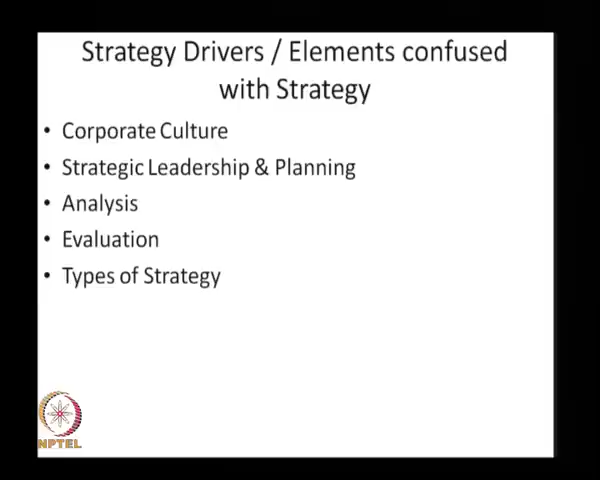 Strategy Drivers / Elements confused
with Strategy
• Corporate Culture
• Strategic Leadership & Planning
• Analysis
• Evaluation
• Types of Strategy
NPTEL